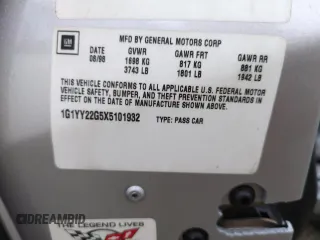 GM
MFD BY GENERAL MOTORS CORP
DATE GVWR GAWR FRT GAWR RR
08/98 1698 KG 817 KG 881 KG
3743 LB 1801 LB 1942 LB
THIS VEHICLE CONFORMS TO ALL APPLICABLE U.S. FEDERAL MOTOR
VEHICLE SAFETY, BUMPER, AND THEFT PREVENTION STANDARDS IN
EFFECT ON THE DATE OF MANUFACTURE SHOWN ABOVE.
1G1YY22G5X5101932 TYPE: PASS CAR
THE LEGEND LIVES
DREAMBID